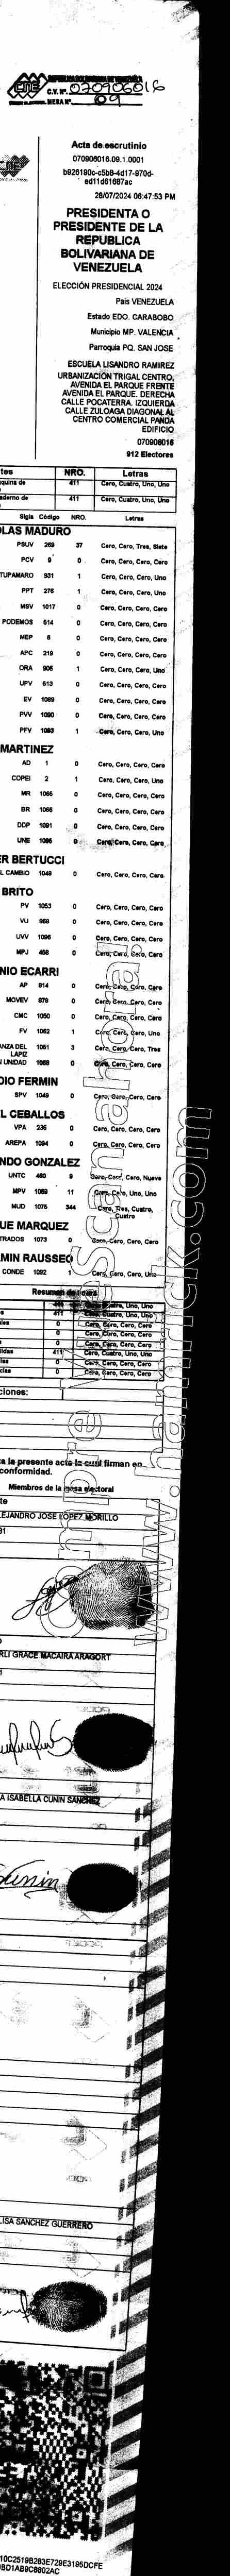 REPUBLICA BOLIVARIANA DE VENEZUELA
CNE
C.V. Nº. 070906016
MESA Nº 09
CNE
Acta de escrutinio
070906016.09.1.0001
b926190c-c5b8-4d17-970d-
ed11d61687ac
28/07/2024 06:47:53 PM
PRESIDENTA O
PRESIDENTE DE LA
REPUBLICA
BOLIVARIANA DE
VENEZUELA
ELECCIÓN PRESIDENCIAL 2024
País VENEZUELA
Estado EDO. CARABOBO
Municipio MP. VALENCIA
Parroquia PQ. SAN JOSE
ESCUELA LISANDRO RAMIREZ
URBANIZACIÓN TRIGAL CENTRO,
AVENIDA EL PARQUE FRENTE
AVENIDA EL PARQUE. DERECHA
CALLE POCATERRA. IZQUIERDA
CALLE ZULOAGA DIAGONAL AL
CENTRO COMERCIAL PANDA
EDIFICIO
070906016
912 Electores
tes NRO. Letras
quina de 411 Cero, Cuatro, Uno, Uno
aderno de 411 Cero, Cuatro, Uno, Uno
Sigla Código NRO. Letras
LAS MADURO
PSUV 269 37 Cero, Cero, Tres, Siete
PCV 9 0 Cero, Cero, Cero, Cero
TUPAMARO 931 1 Cero, Cero, Cero, Uno
PPT 276 1 Cero, Cero, Cero, Uno
MSV 1017 0 Cero, Cero, Cero, Cero
PODEMOS 514 0 Cero, Cero, Cero, Cero
MEP 6 0 Cero, Cero, Cero, Cero
APC 219 0 Cero, Cero, Cero, Cero
ORA 906 1 Cero, Cero, Cero, Uno
UPV 613 0 Cero, Cero, Cero, Cero
EV 1089 0 Cero, Cero, Cero, Cero
PVV 1090 0 Cero, Cero, Cero, Cero
PFV 1093 1 Cero, Cero, Cero, Uno
MARTINEZ
AD 1 0 Cero, Cero, Cero, Cero
COPEI 2 1 Cero, Cero, Cero, Uno
MR 1065 0 Cero, Cero, Cero, Cero
BR 1066 0 Cero, Cero, Cero, Cero
DDP 1091 0 Cero, Cero, Cero, Cero
UNE 1095 0 Cero, Cero, Cero, Cero
ER BERTUCCI
L CAMBIO 1049 0 Cero, Cero, Cero, Cero
BRITO
PV 1053 0 Cero, Cero, Cero, Cero
VU 968 0 Cero, Cero, Cero, Cero
UVV 1096 0 Cero, Cero, Cero, Cero
MPJ 458 0 Cero, Cero, Cero, Cero
NIO ECARRI
AP 814 0 Cero, Cero, Cero, Cero
MOVEV 979 0 Cero, Cero, Cero, Cero
CMC 1050 0 Cero, Cero, Cero, Cero
FV 1062 1 Cero, Cero, Cero, Uno
ANZA DEL LAPIZ 1051 3 Cero, Cero, Cero, Tres
N UNIDAD 1088 0 Cero, Cero, Cero, Cero
DIO FERMIN
SPV 1049 0 Cero, Cero, Cero, Cero
L CEBALLOS
VPA 236 0 Cero, Cero, Cero, Cero
AREPA 1094 0 Cero, Cero, Cero, Cero
NDO GONZALEZ
UNTC 460 9 Cero, Cero, Cero, Nueve
MPV 1069 11 Cero, Cero, Uno, Uno
MUD 1075 344 Cero, Tres, Cuatro, Cuatro
UE MARQUEZ
TRADOS 1073 0 Cero, Cero, Cero, Cero
MIN RAUSSEO
CONDE 1092 1 Cero, Cero, Cero, Uno
Resumen de
411 Cero, Cuatro, Uno, Uno
411 Cero, Cuatro, Uno, Uno
0 Cero, Cero, Cero, Cero
0 Cero, Cero, Cero, Cero
0 Cero, Cero, Cero, Cero
411 Cero, Cuatro, Uno, Uno
0 Cero, Cero, Cero, Cero
0 Cero, Cero, Cero, Cero
ciones:
a la presente acta la cual firman en
conformidad.
Miembros de la mesa electoral
te
EJANDRO JOSE LOPEZ MORILLO
RLI GRACE MACAIRA ARAGORT
A ISABELLA CUNIN SANCHEZ
LISA SANCHEZ GUERRERO
10C2519B283E729E3195DCFE
BD1AB9C8802AC
www.hamrick.com